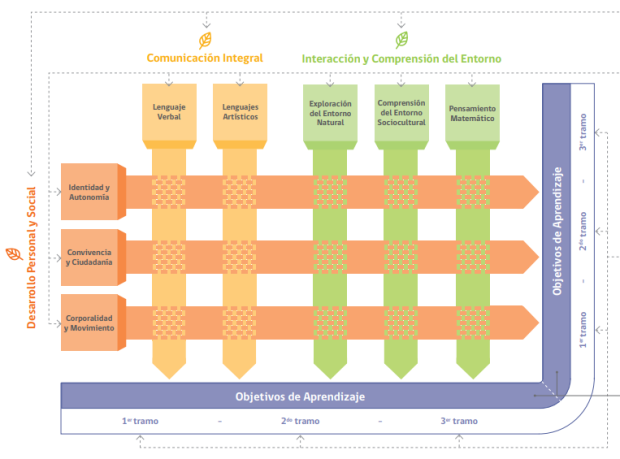 Comunicación Integral
Interacción y Comprensión del Entorno
Lenguaje
Verbal
Lenguajes
Artísticos
Exploración
del Entorno
Natural
Comprensión
del Entorno
Sociocultural
Pensamiento
Matemático
Desarrollo Personal y Social
Identidad y
Autonomía
Convivencia
y Ciudadanía
Corporalidad
y Movimiento
Objetivos de Aprendizaje
1er tramo - 2do tramo - 3er tramo
Objetivos de Aprendizaje
1er tramo - 2do tramo - 3er tramo